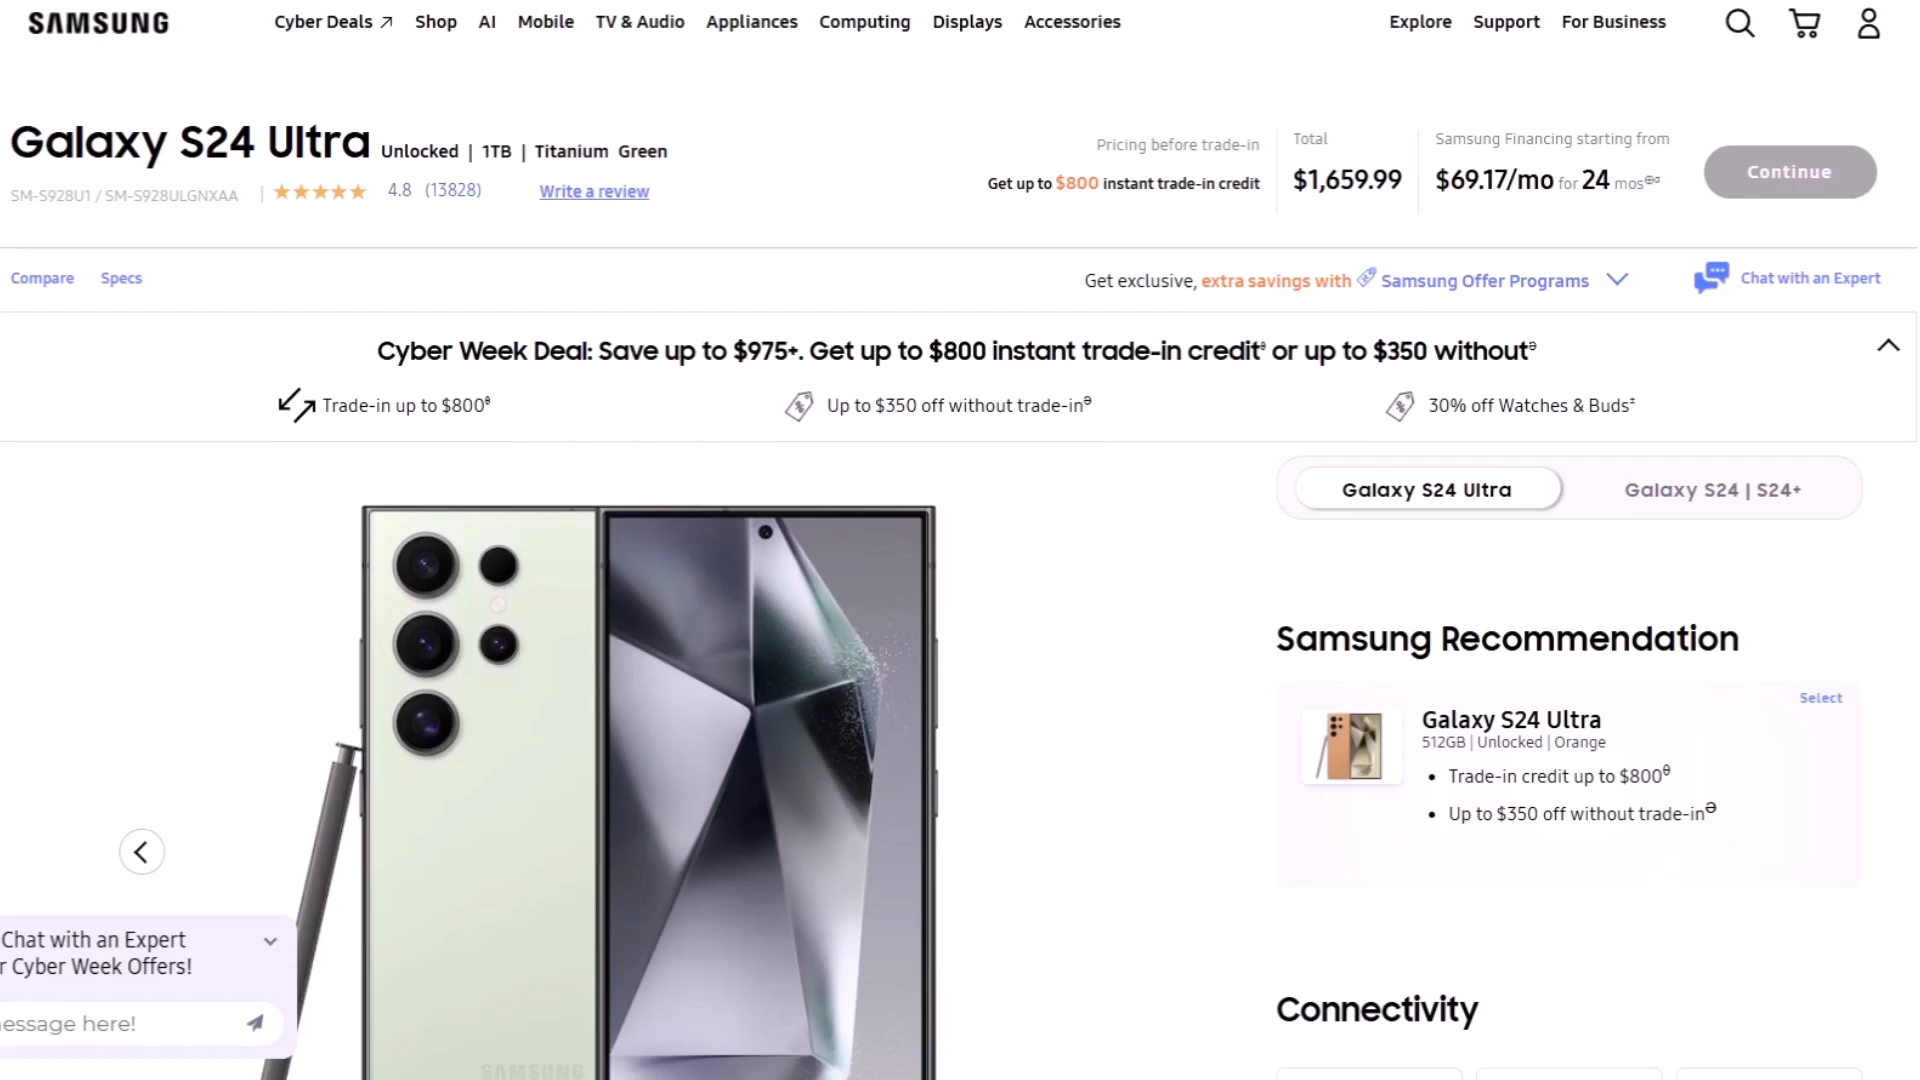 SAMSUNG
Cyber Deals ↗ Shop AI Mobile TV & Audio Appliances Computing Displays Accessories Explore Support For Business
Galaxy S24 Ultra Unlocked | 1TB | Titanium Green
SM-S928U1 / SM-S928ULGNXAA | ★★★★★ 4.8 (13828) Write a review
Pricing before trade-in
Get up to $800 instant trade-in credit
Total
$1,659.99
Samsung Financing starting from
$69.17/mo for 24 mos
Continue
Compare Specs
Get exclusive, extra savings with Samsung Offer Programs
Chat with an Expert
Cyber Week Deal: Save up to $975+. Get up to $800 instant trade-in creditᶿ or up to $350 withoutᵊ
Trade-in up to $800ᶿ
Up to $350 off without trade-inᵊ
30% off Watches & Buds‡
Galaxy S24 Ultra
Galaxy S24 | S24+
Samsung Recommendation
Select
Galaxy S24 Ultra
512GB | Unlocked | Orange
• Trade-in credit up to $800ᶿ
• Up to $350 off without trade-inᵊ
Connectivity
Chat with an Expert
r Cyber Week Offers!
essage here!
SAMSUNG